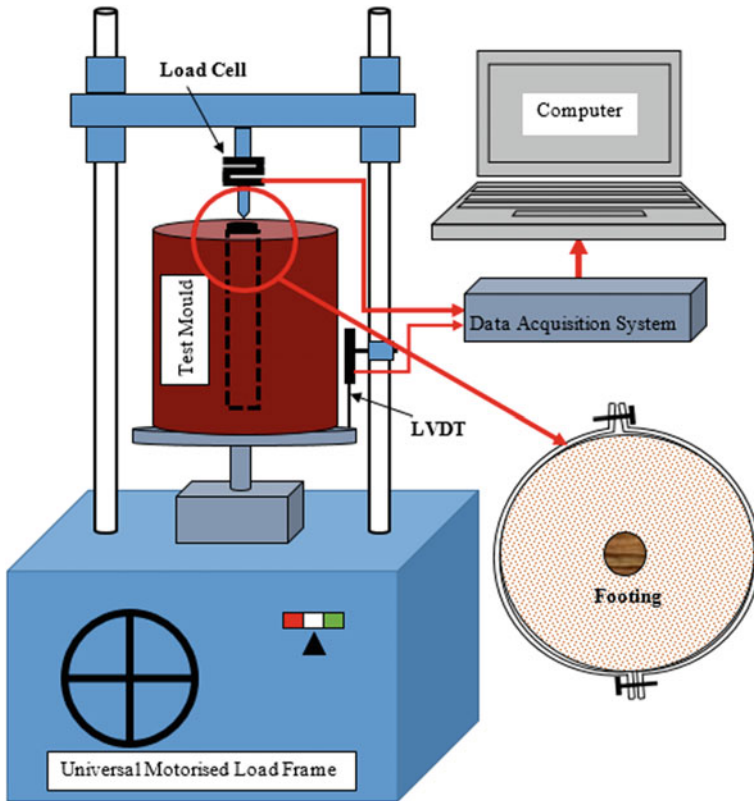 Load Cell
Computer
Test Mould
Data Acquisition System
LVDT
Footing
Universal Motorised Load Frame